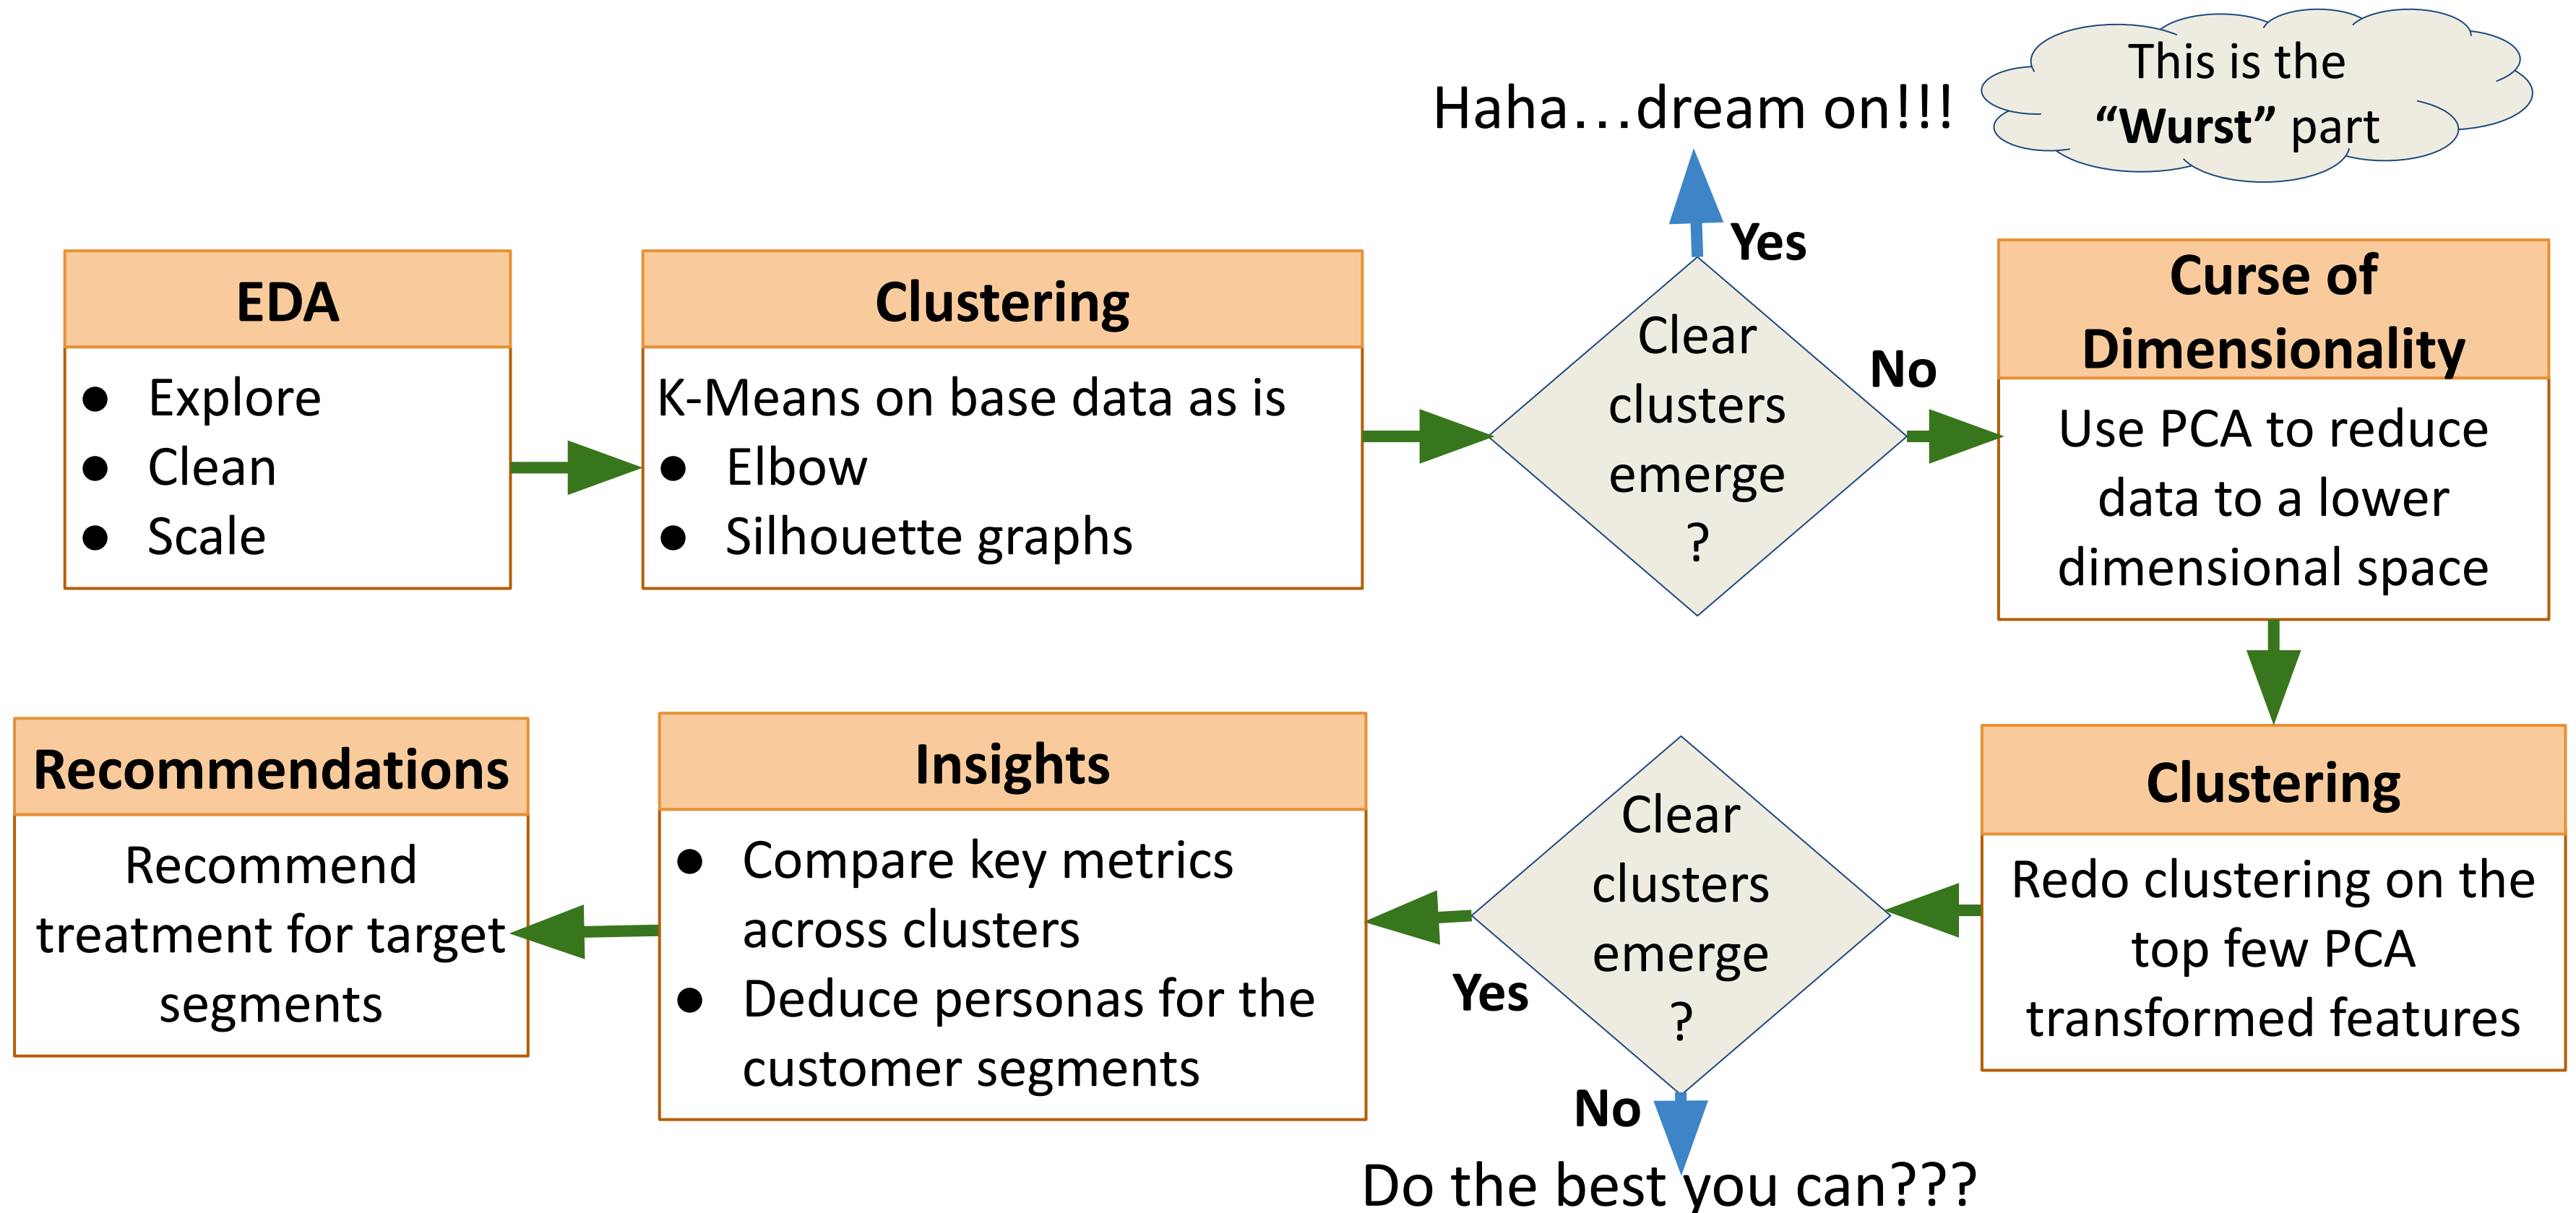 Haha…dream on!!!
This is the
“Wurst” part
EDA
● Explore
● Clean
● Scale
Clustering
K-Means on base data as is
● Elbow
● Silhouette graphs
Clear
clusters
emerge
?
Yes
No
Curse of
Dimensionality
Use PCA to reduce
data to a lower
dimensional space
Clustering
Redo clustering on the
top few PCA
transformed features
Clear
clusters
emerge
?
Yes
No
Do the best you can???
Insights
● Compare key metrics
across clusters
● Deduce personas for the
customer segments
Recommendations
Recommend
treatment for target
segments